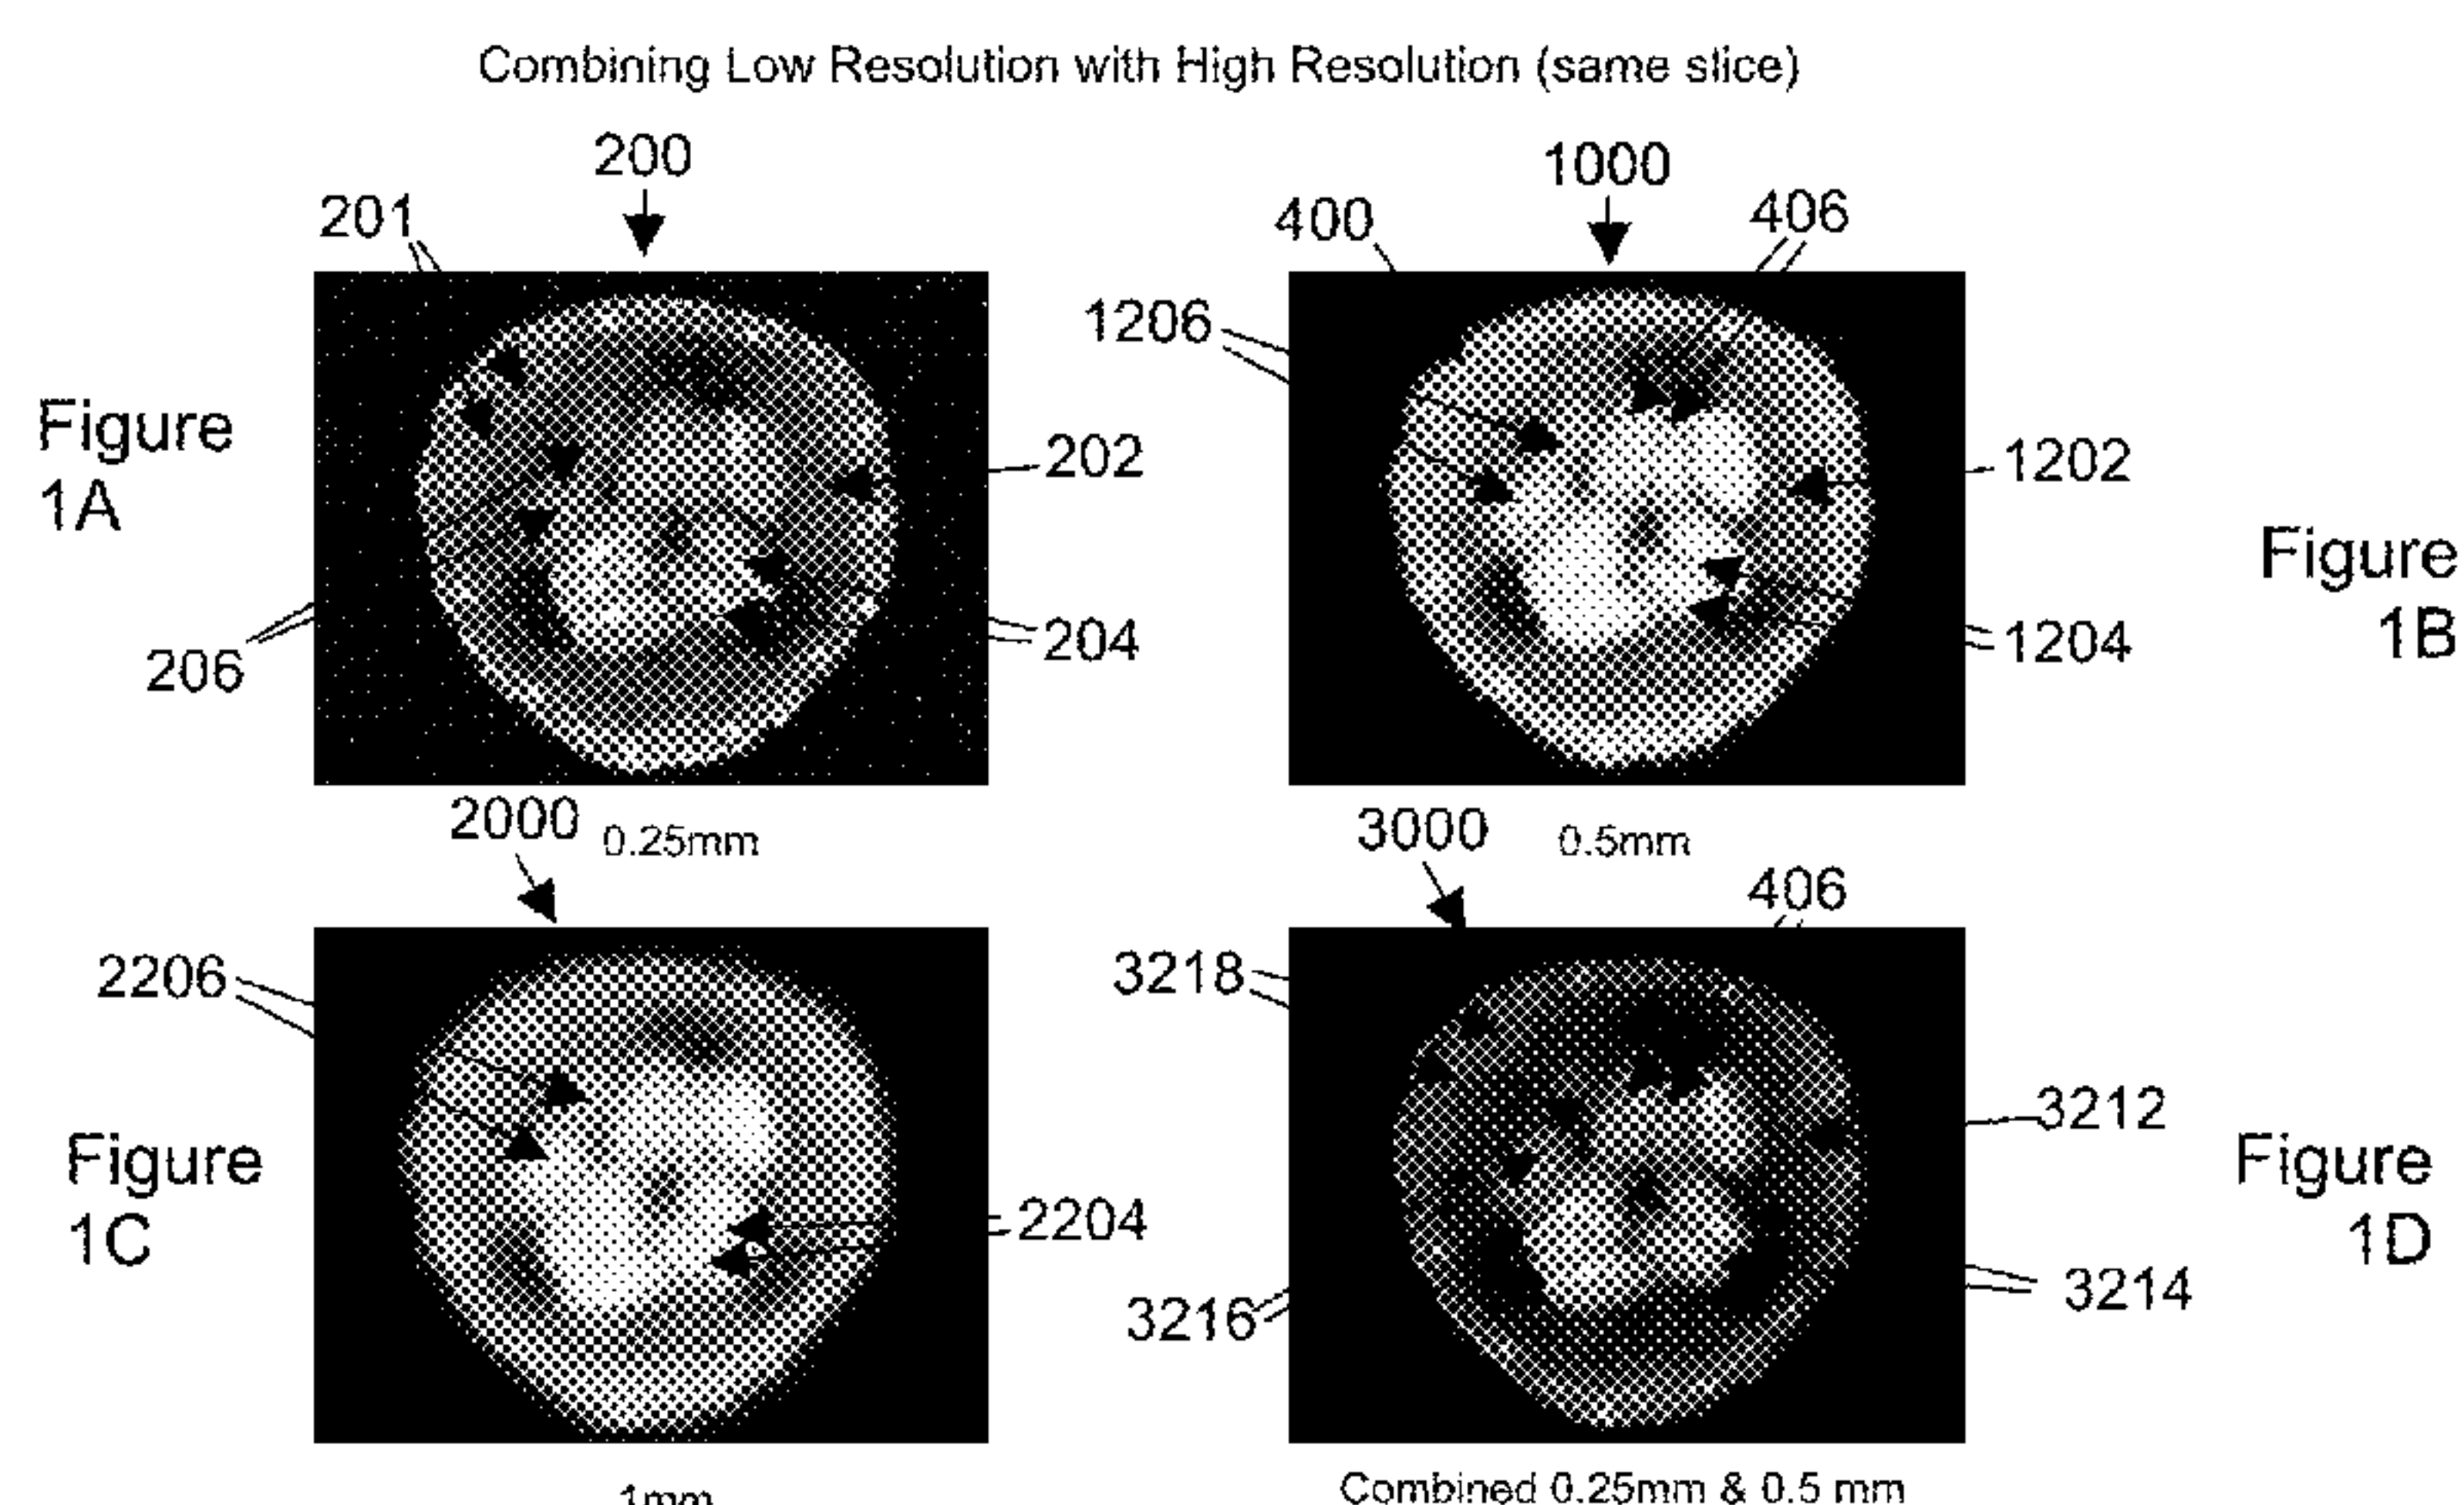 Combining Low Resolution with High Resolution (same slice)
200
1000
201
400
406
1206
Figure
1A
202
1202
Figure
1B
206
204
1204
2000
0.25mm
3000
0.5mm
406
2206
3218
3212
Figure
1C
2204
Figure
1D
3216
3214
1mm
Combined 0.25mm & 0.5 mm